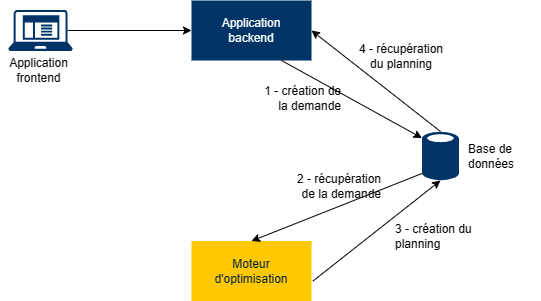 Application
backend
Application
frontend
4 - récupération
du planning
1 - création de
la demande
Base de
données
2 - récupération
de la demande
3 - création du
planning
Moteur
d'optimisation